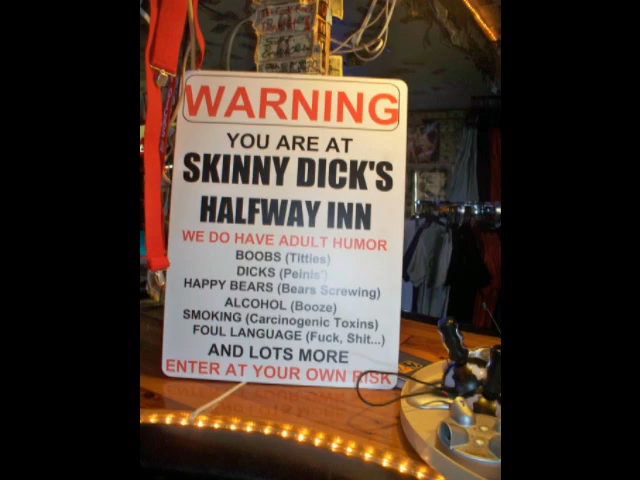 WARNING
YOU ARE AT
SKINNY DICK'S
HALFWAY INN
WE DO HAVE ADULT HUMOR
BOOBS (Titties)
DICKS (Peinis')
HAPPY BEARS (Bears Screwing)
ALCOHOL (Booze)
SMOKING (Carcinogenic Toxins)
FOUL LANGUAGE (Fuck, Shit...)
AND LOTS MORE
ENTER AT YOUR OWN RISK